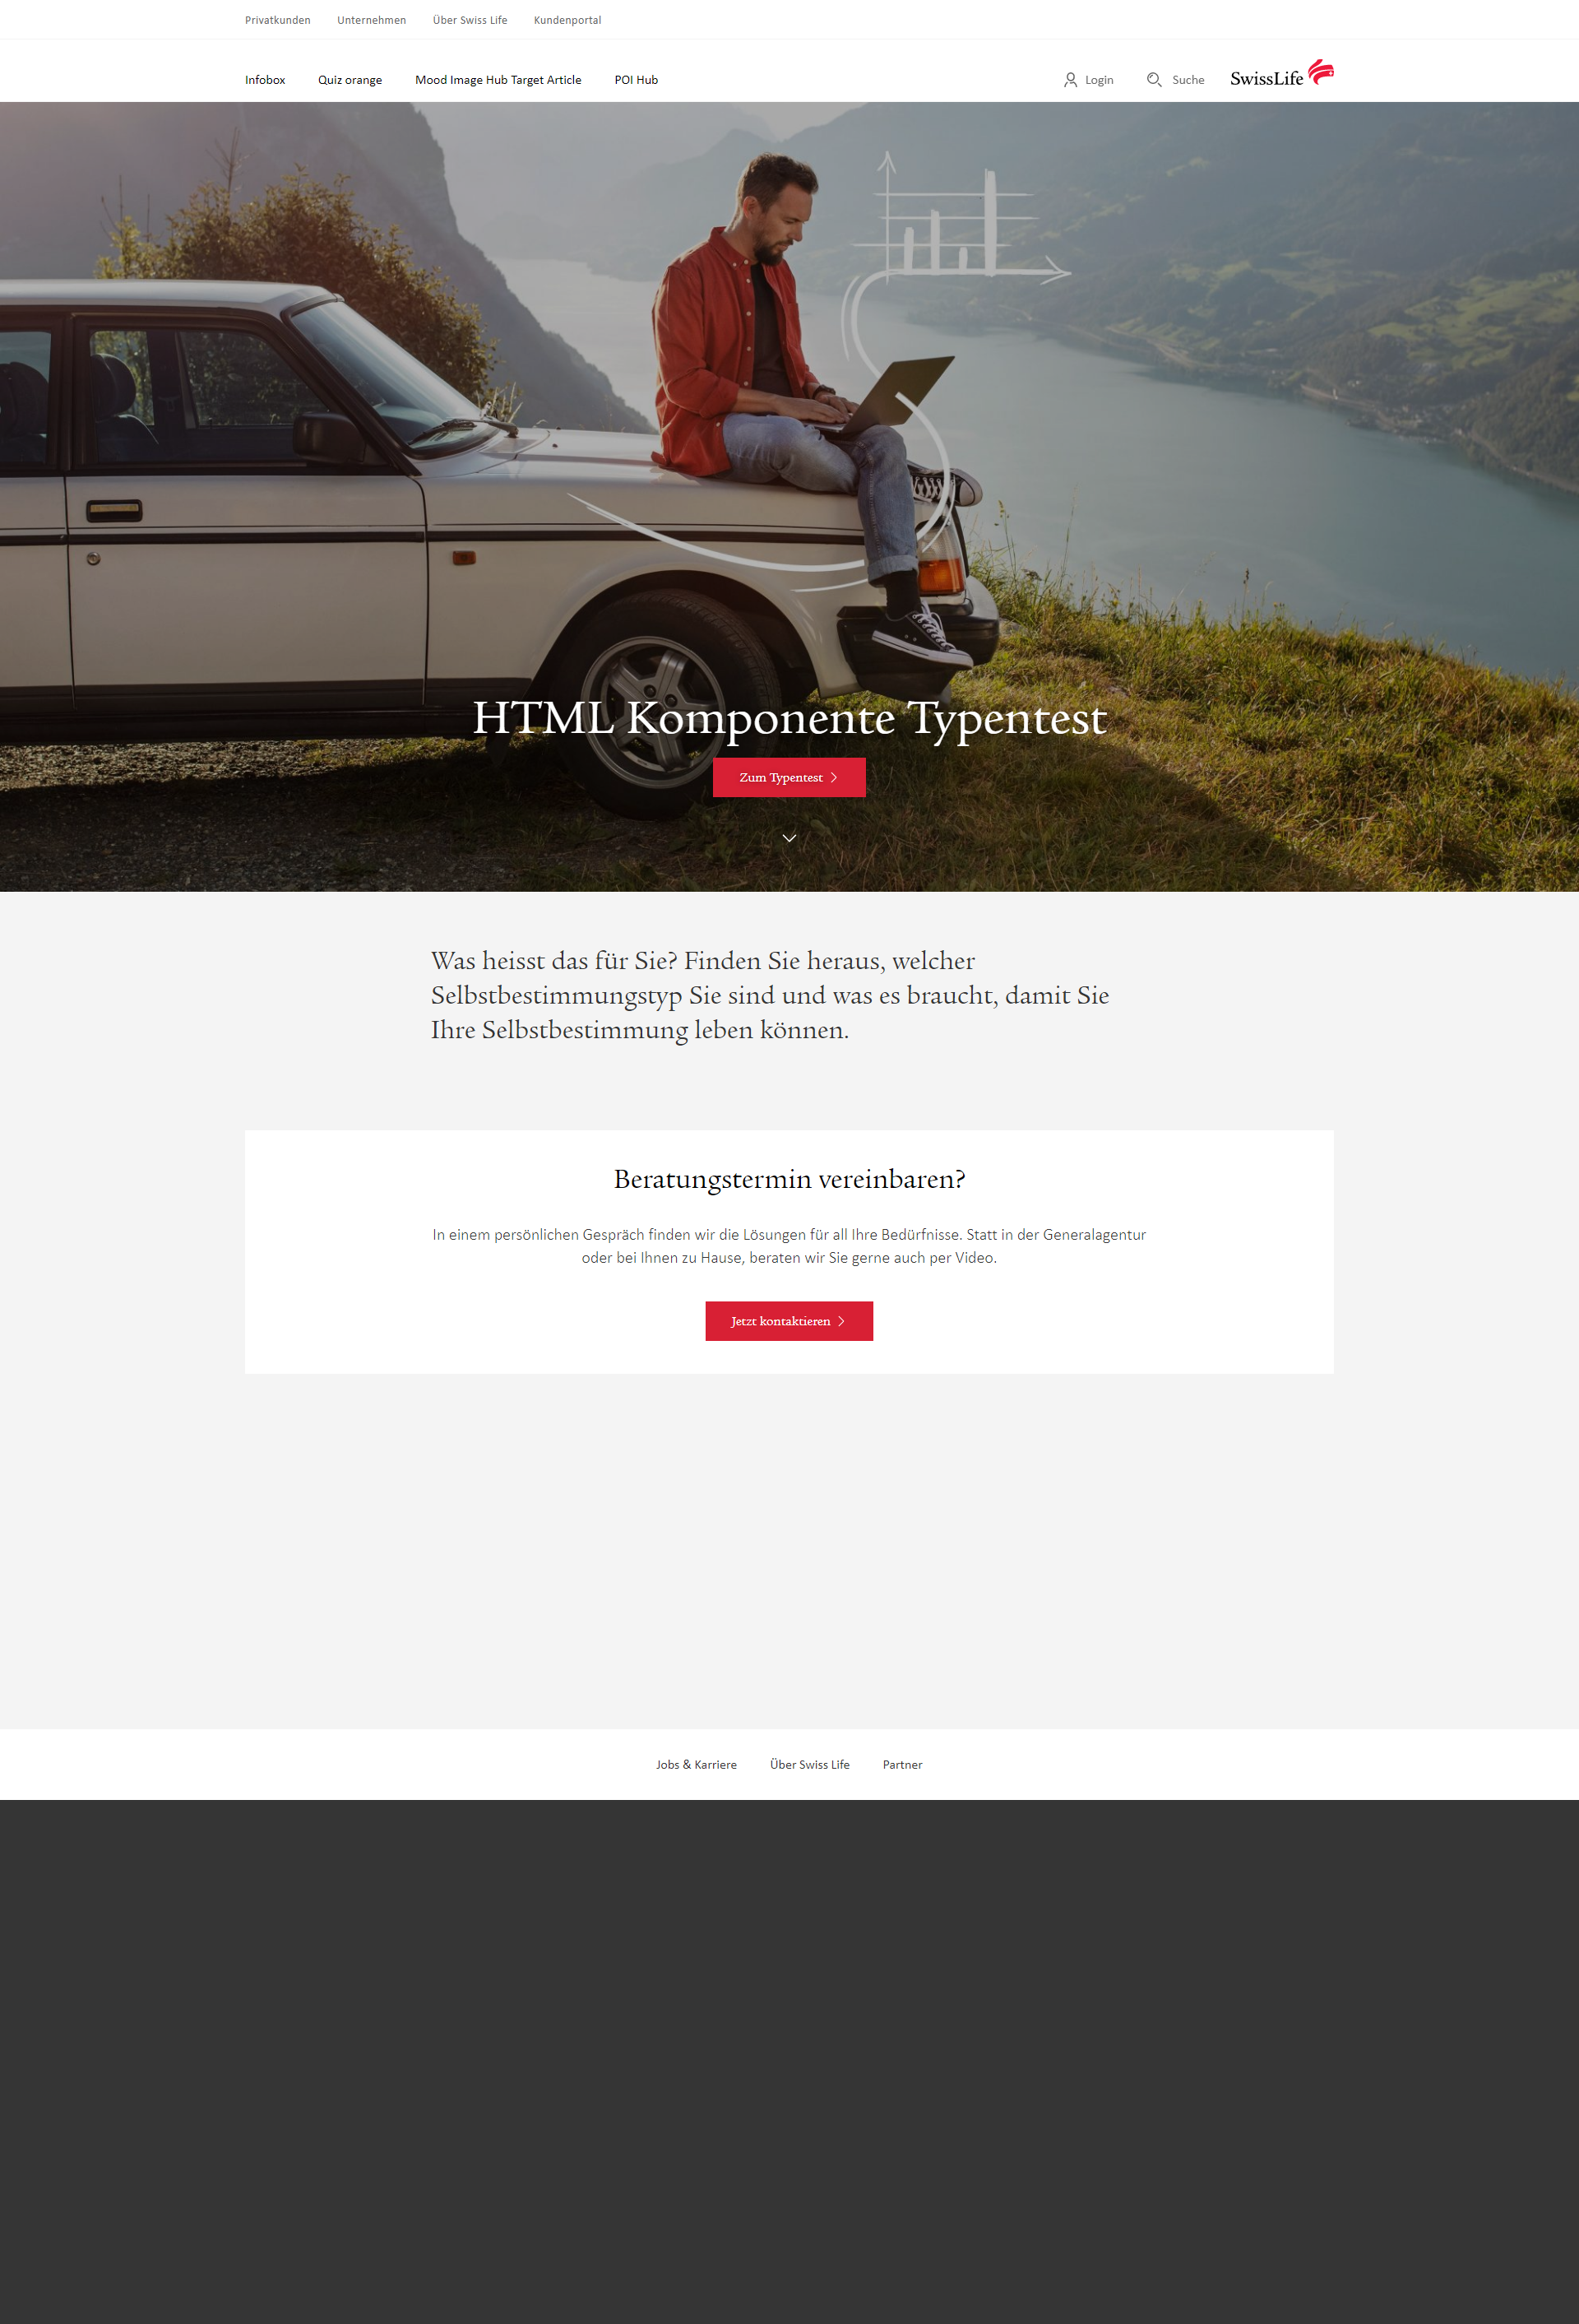 Privatkunden Unternehmen Über Swiss Life Kundenportal
Infobox Quiz orange Mood Image Hub Target Article POI Hub Login Suche SwissLife
HTML Komponente Typentest
Zum Typentest
Was heisst das für Sie? Finden Sie heraus, welcher
Selbstbestimmungstyp Sie sind und was es braucht, damit Sie
Ihre Selbstbestimmung leben können.
Beratungstermin vereinbaren?
In einem persönlichen Gespräch finden wir die Lösungen für all Ihre Bedürfnisse. Statt in der Generalagentur
oder bei Ihnen zu Hause, beraten wir Sie gerne auch per Video.
Jetzt kontaktieren
Jobs & Karriere Über Swiss Life Partner